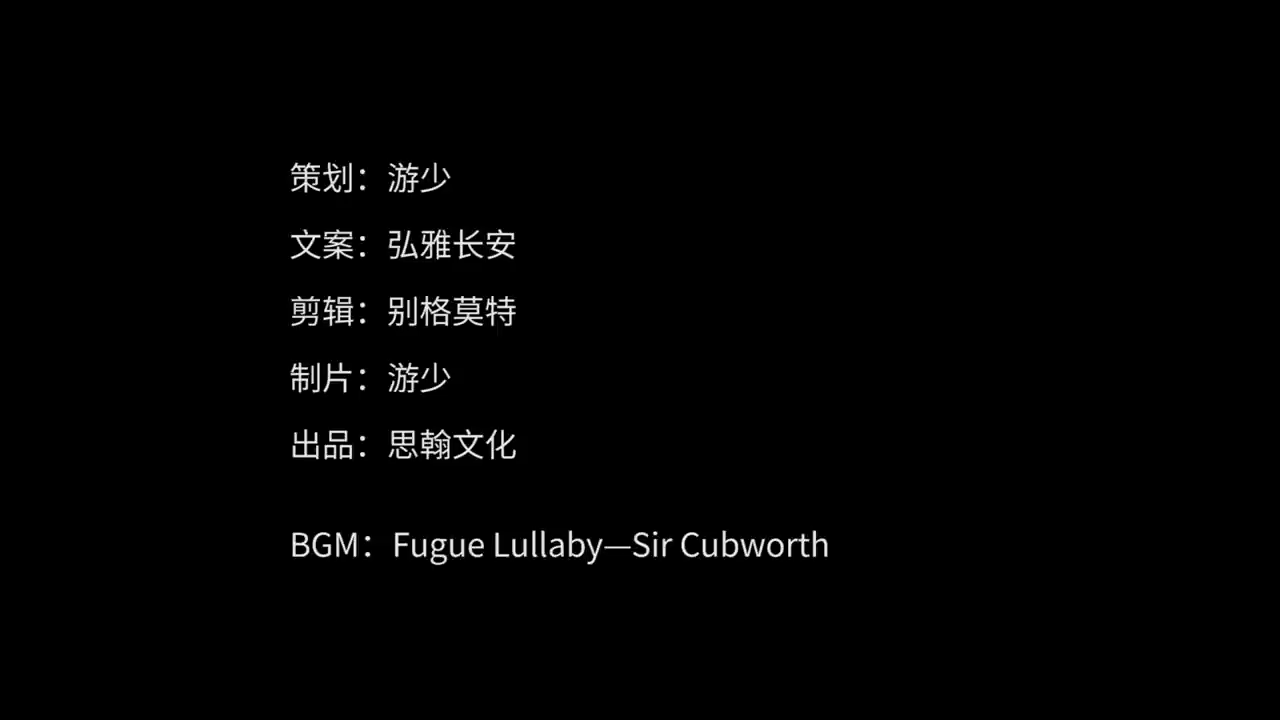 策划：游少
文案：弘雅长安
剪辑：别格莫特
制片：游少
出品：思翰文化
BGM：Fugue Lullaby—Sir Cubworth